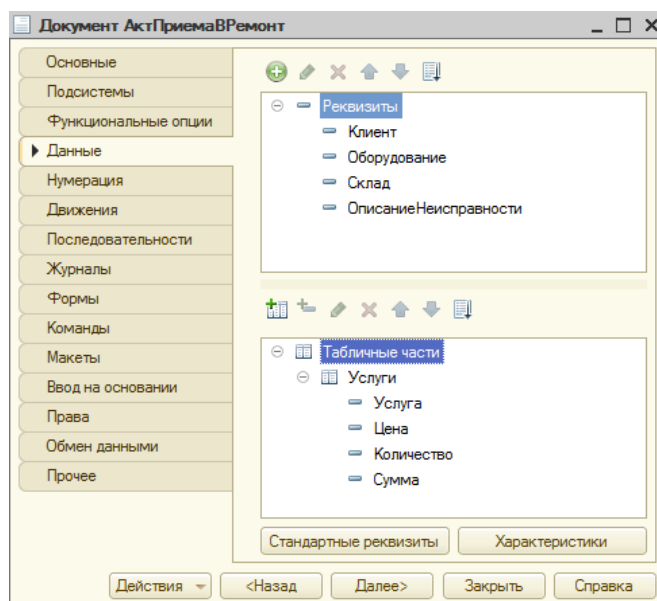 Документ АктПриемаВРемонт
Основные
Подсистемы
Функциональные опции
Данные
Нумерация
Движения
Последовательности
Журналы
Формы
Команды
Макеты
Ввод на основании
Права
Обмен данными
Прочее
Реквизиты
Клиент
Оборудование
Склад
ОписаниеНеисправности
Табличные части
Услуги
Услуга
Цена
Количество
Сумма
Стандартные реквизиты
Характеристики
Действия
<Назад
Далее>
Закрыть
Справка